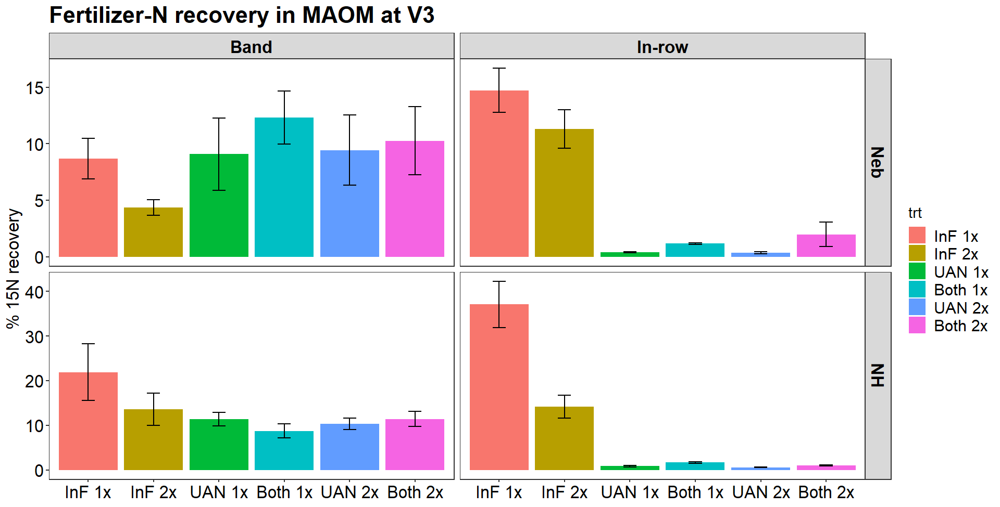 Fertilizer-N recovery in MAOM at V3
Band
In-row
% 15N recovery
15
10
5
0
Neb
40
30
20
10
0
NH
InF 1x
InF 2x
UAN 1x
Both 1x
UAN 2x
Both 2x
InF 1x
InF 2x
UAN 1x
Both 1x
UAN 2x
Both 2x
trt
InF 1x
InF 2x
UAN 1x
Both 1x
UAN 2x
Both 2x